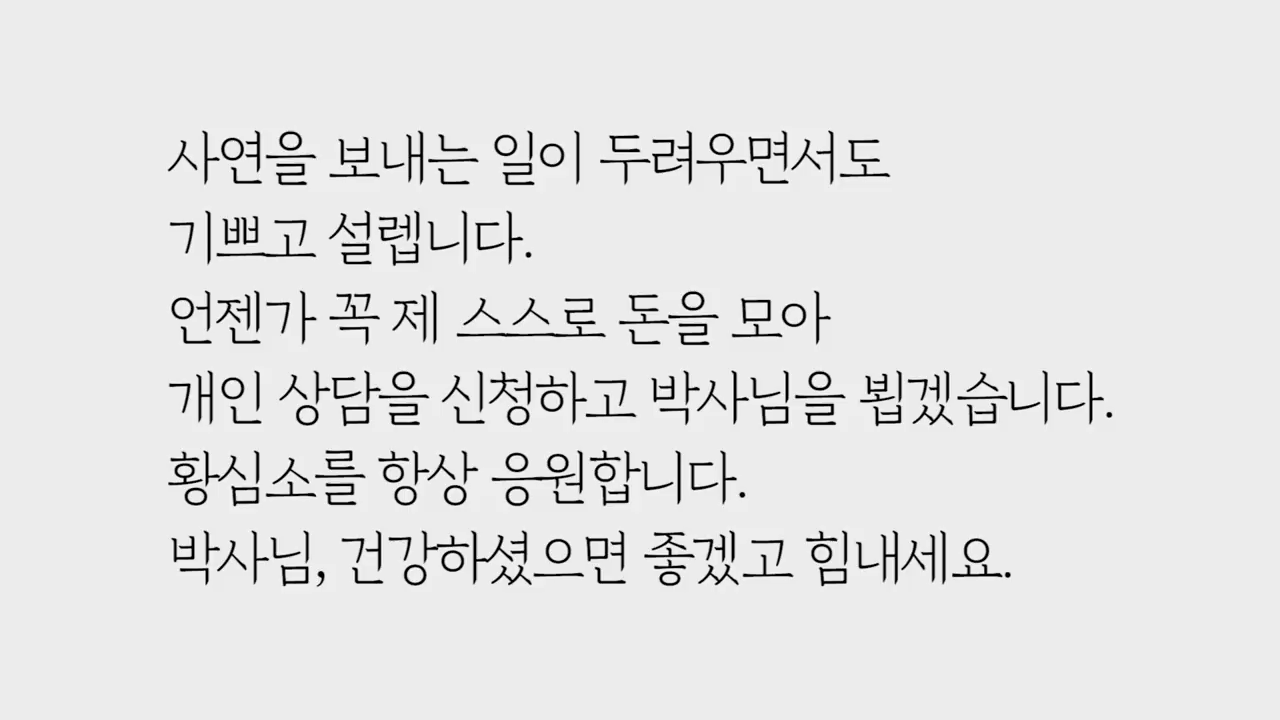 사연을 보내는 일이 두려우면서도
기쁘고 설렙니다.
언젠가 꼭 제 스스로 돈을 모아
개인 상담을 신청하고 박사님을 뵙겠습니다.
황심소를 항상 응원합니다.
박사님, 건강하셨으면 좋겠고 힘내세요.